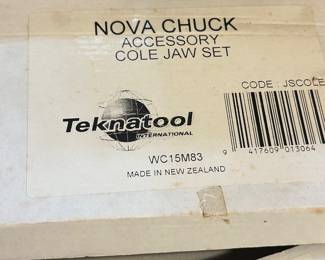 NOVA CHUCK
ACCESSORY
COLE JAW SET
CODE : JSCOLE
Teknatool
INTERNATIONAL
WC15M83
9 417609 013064
MADE IN NEW ZEALAND